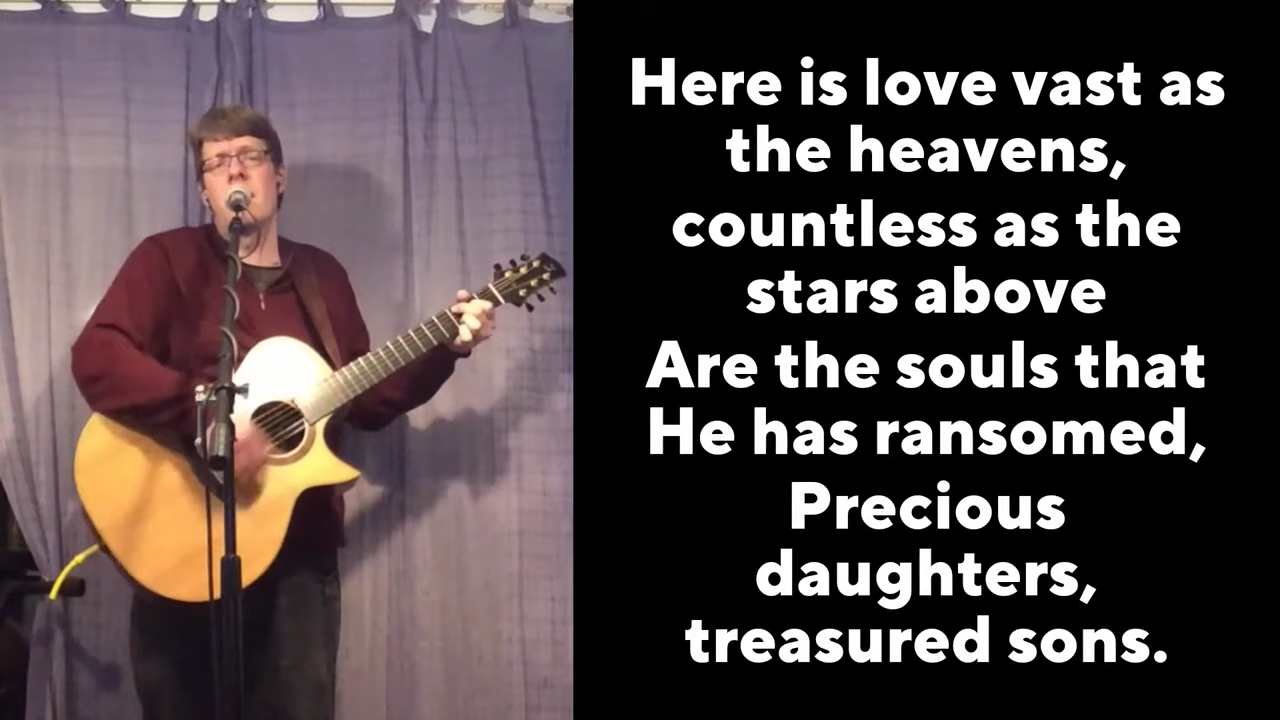 Here is love vast as
the heavens,
countless as the
stars above
Are the souls that
He has ransomed,
Precious
daughters,
treasured sons.